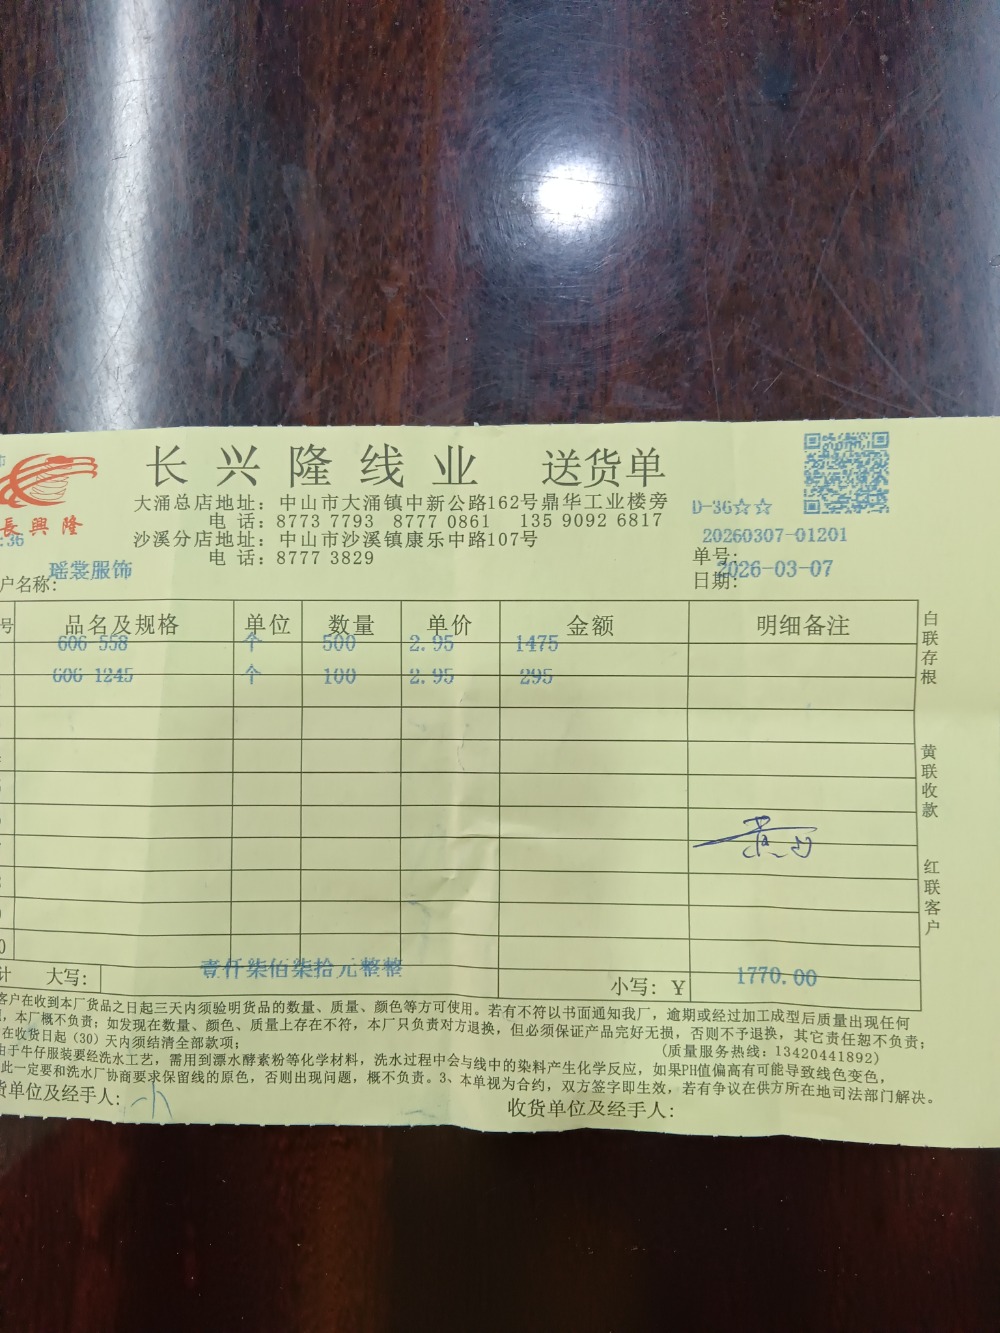 长兴隆线业 送货单
大涌总店地址：中山市大涌镇中新公路162号鼎华工业楼旁
电 话：8773 7793 8777 0861 135 9092 6817
沙溪分店地址：中山市沙溪镇康乐中路107号
电 话：8777 3829
長興隆
:36
D-36☆☆
20260307-01201
单号：
日期：2026-03-07
户名称：瑶裳服饰
号 品名及规格 单位 数量 单价 金额 明细备注
606 558 个 500 2.95 1475
606 1245 个 100 2.95 295
计 大写： 壹仟柒佰柒拾元整整 小写：￥ 1770.00
白联存根
黄联收款
红联客户
客户在收到本厂货品之日起三天内须验明货品的数量、质量、颜色等方可使用。若有不符以书面通知我厂，逾期或经过加工成型后质量出现任何
，本厂概不负责；如发现在数量、颜色、质量上存在不符，本厂只负责对方退换，但必须保证产品完好无损，否则不予退换，其它责任恕不负责；
在收货日起（30）天内须结清全部款项；
(质量服务热线：13420441892)
由于牛仔服装要经洗水工艺，需用到漂水酵素粉等化学材料，洗水过程中会与线中的染料产生化学反应，如果PH值偏高有可能导致线色变色，
此一定要和洗水厂协商要求保留线的原色，否则出现问题，概不负责。3、本单视为合约，双方签字即生效，若有争议在供方所在地司法部门解决。
货单位及经手人：
收货单位及经手人：